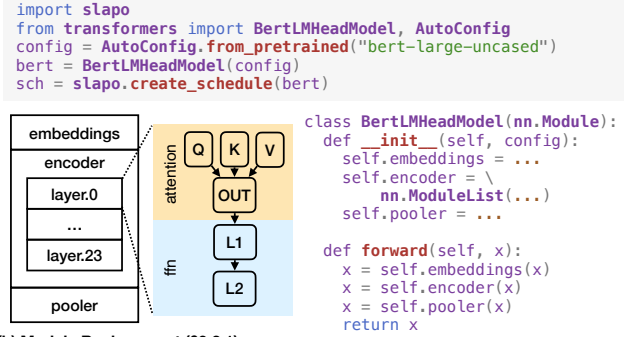 import slapo
from transformers import BertLMHeadModel, AutoConfig
config = AutoConfig.from_pretrained("bert-large-uncased")
bert = BertLMHeadModel(config)
sch = slapo.create_schedule(bert)
embeddings
encoder
layer.0
...
layer.23
pooler
attention
Q K V
OUT
ffn
L1
L2
class BertLMHeadModel(nn.Module):
def __init__(self, config):
self.embeddings = ...
self.encoder = \
nn.ModuleList(...)
self.pooler = ...
def forward(self, x):
x = self.embeddings(x)
x = self.encoder(x)
x = self.pooler(x)
return x